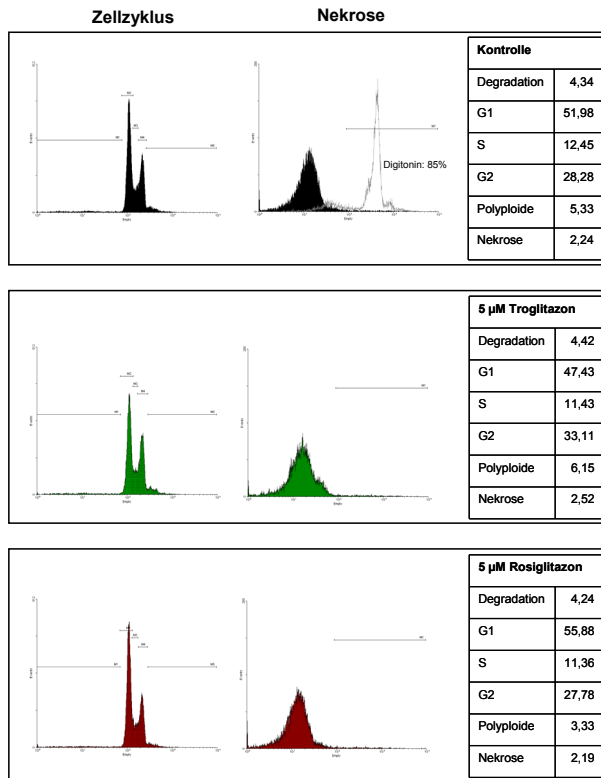 Zellzyklus Nekrose
Kontrolle
Degradation 4,34
G1 51,98
S 12,45
G2 28,28
Polyploide 5,33
Nekrose 2,24
Digitonin: 85%
5 µM Troglitazon
Degradation 4,42
G1 47,43
S 11,43
G2 33,11
Polyploide 6,15
Nekrose 2,52
5 µM Rosiglitazon
Degradation 4,24
G1 55,88
S 11,36
G2 27,78
Polyploide 3,33
Nekrose 2,19